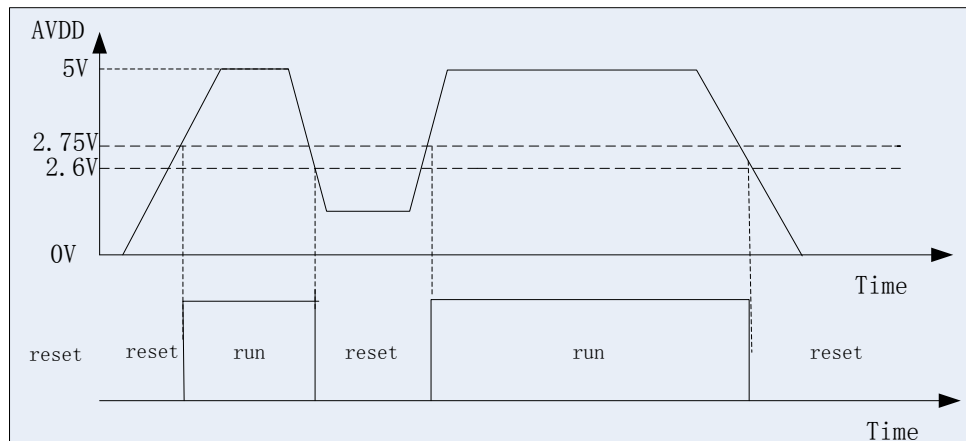 AVDD
5V
2.75V
2.6V
0V
Time
reset reset run reset run reset
Time